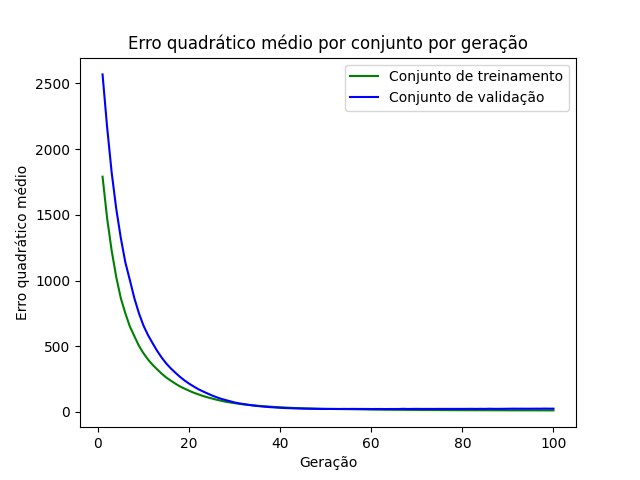 Erro quadrático médio por conjunto por geração
Conjunto de treinamento
Conjunto de validação
Erro quadrático médio
2500
2000
1500
1000
500
0
0 20 40 60 80 100
Geração